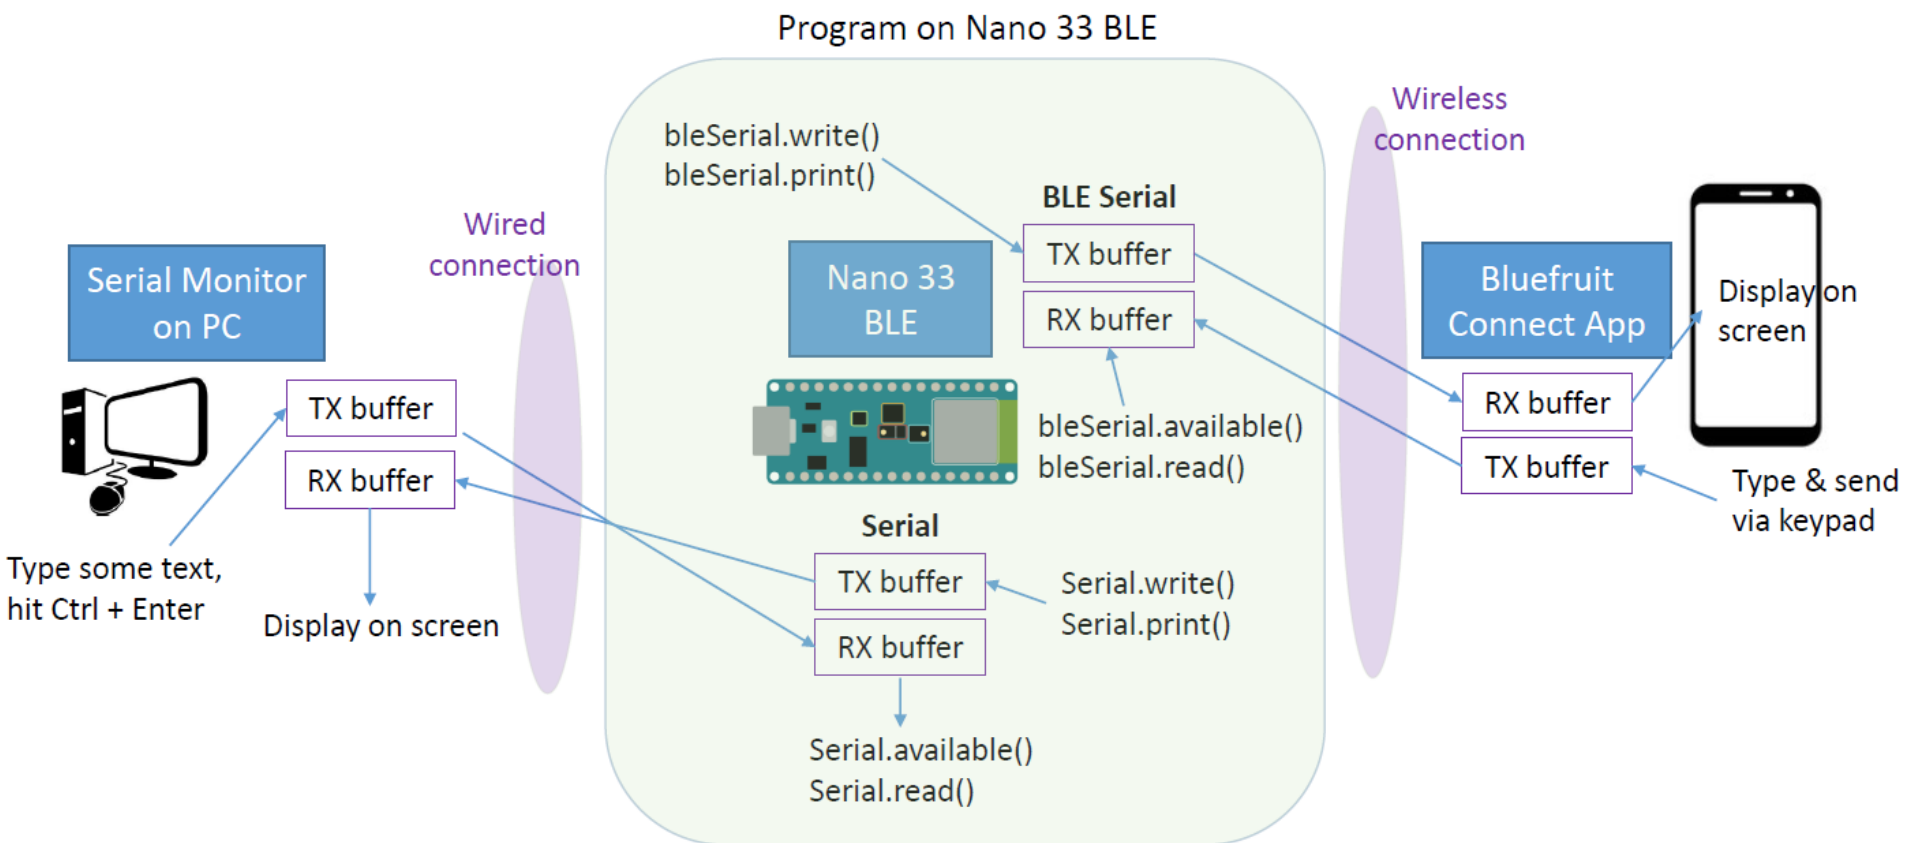 Program on Nano 33 BLE
Wireless
connection
bleSerial.write()
bleSerial.print()
BLE Serial
TX buffer
RX buffer
bleSerial.available()
bleSerial.read()
Wired
connection
Serial Monitor
on PC
TX buffer
RX buffer
Type some text,
hit Ctrl + Enter
Display on screen
Nano 33
BLE
Serial
TX buffer
RX buffer
Serial.write()
Serial.print()
Serial.available()
Serial.read()
Bluefruit
Connect App
RX buffer
TX buffer
Display on
screen
Type & send
via keypad